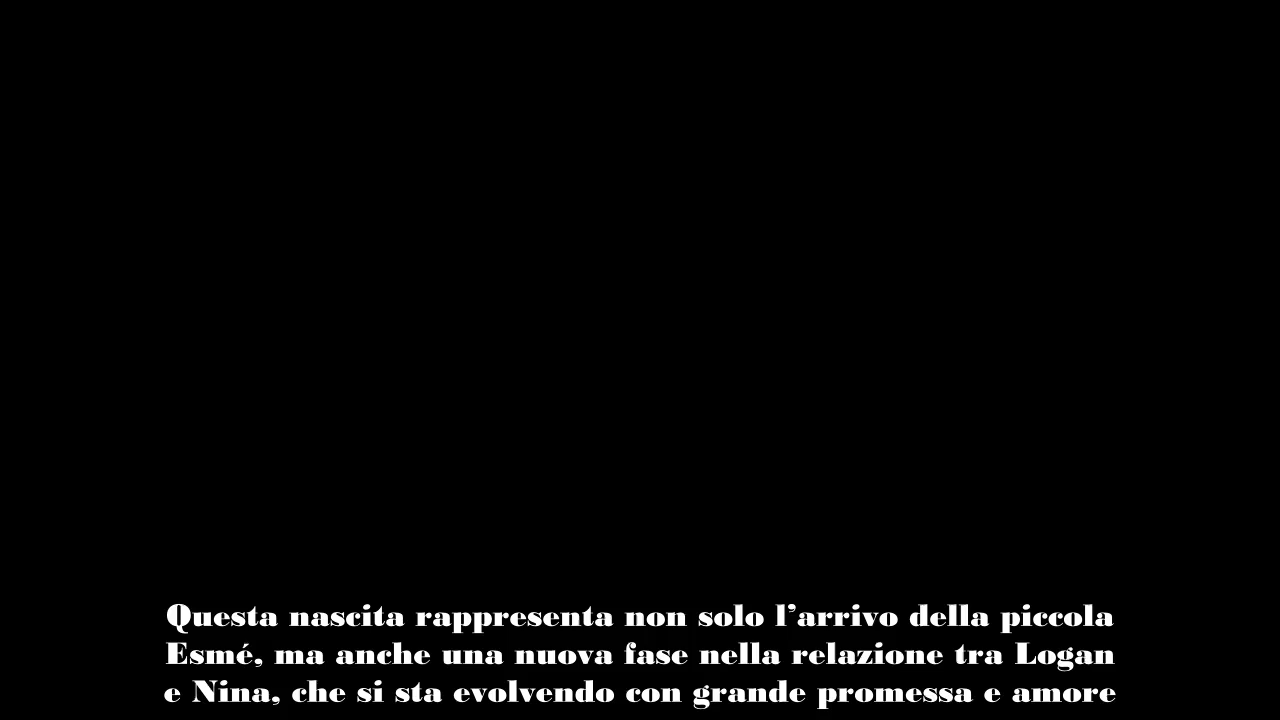 Questa nascita rappresenta non solo l’arrivo della piccola
Esmé, ma anche una nuova fase nella relazione tra Logan
e Nina, che si sta evolvendo con grande promessa e amore